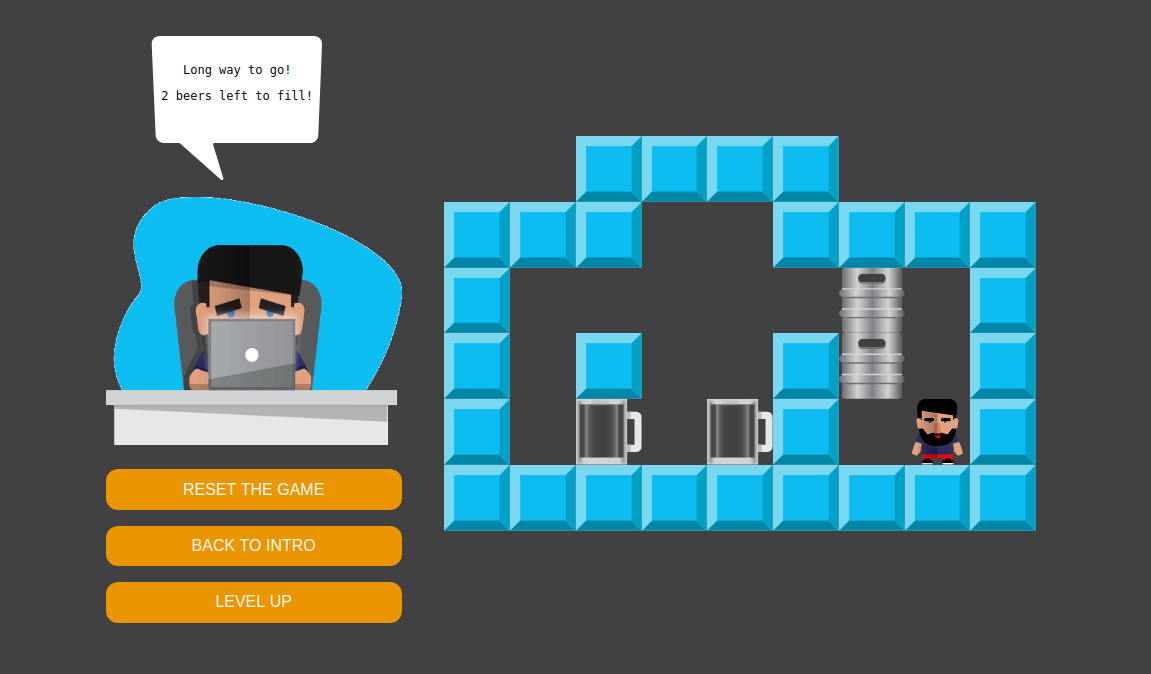 Long way to go!
2 beers left to fill!
RESET THE GAME
BACK TO INTRO
LEVEL UP